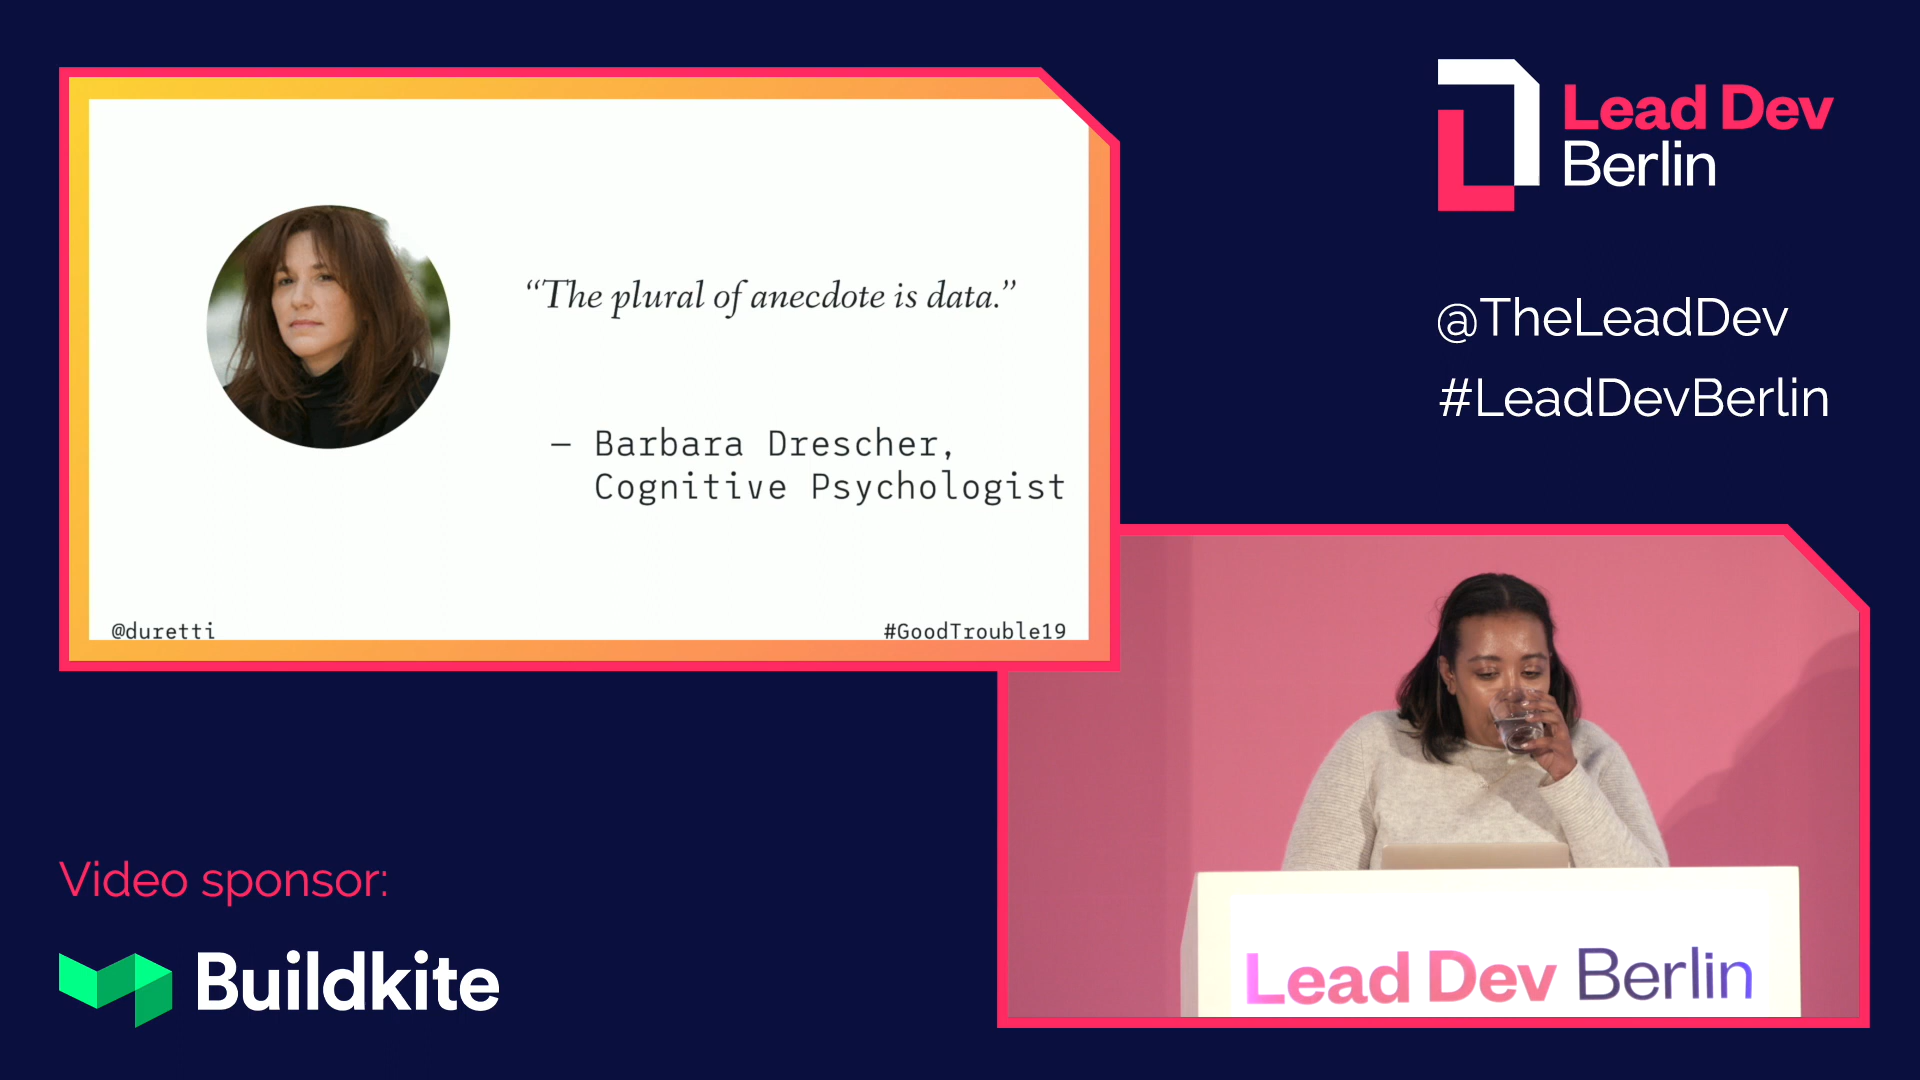 “The plural of anecdote is data.”
– Barbara Drescher,
Cognitive Psychologist
@duretti
#GoodTrouble19
Lead Dev
Berlin
@TheLeadDev
#LeadDevBerlin
Video sponsor:
Buildkite
Lead Dev Berlin